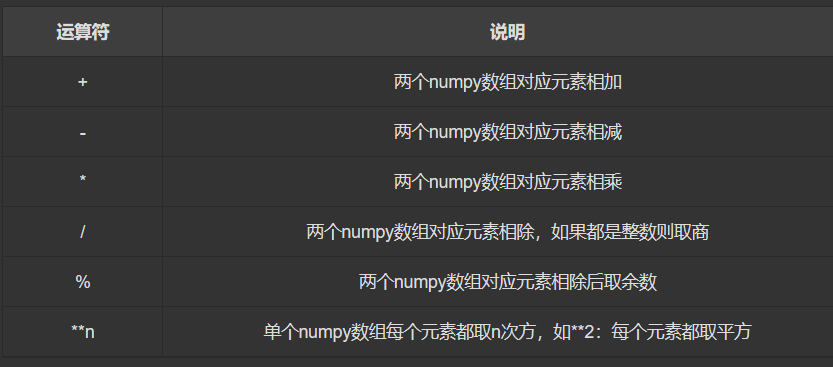 运算符 说明
+ 两个numpy数组对应元素相加
- 两个numpy数组对应元素相减
* 两个numpy数组对应元素相乘
/ 两个numpy数组对应元素相除，如果都是整数则取商
% 两个numpy数组对应元素相除后取余数
**n 单个numpy数组每个元素都取n次方，如**2：每个元素都取平方